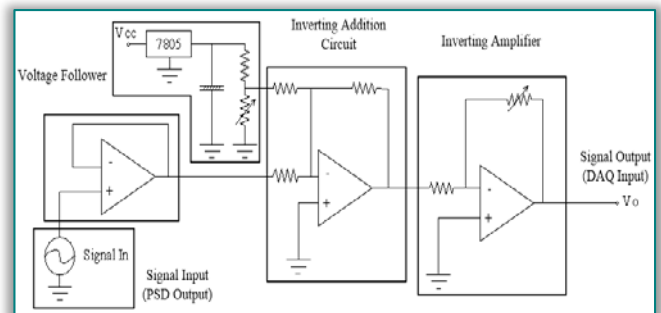 Inverting Addition
Circuit
Vcc
7805
Inverting Amplifier
Voltage Follower
-
+
-
+
-
+
Signal Output
(DAQ Input)
Vo
Signal In
Signal Input
(PSD Output)